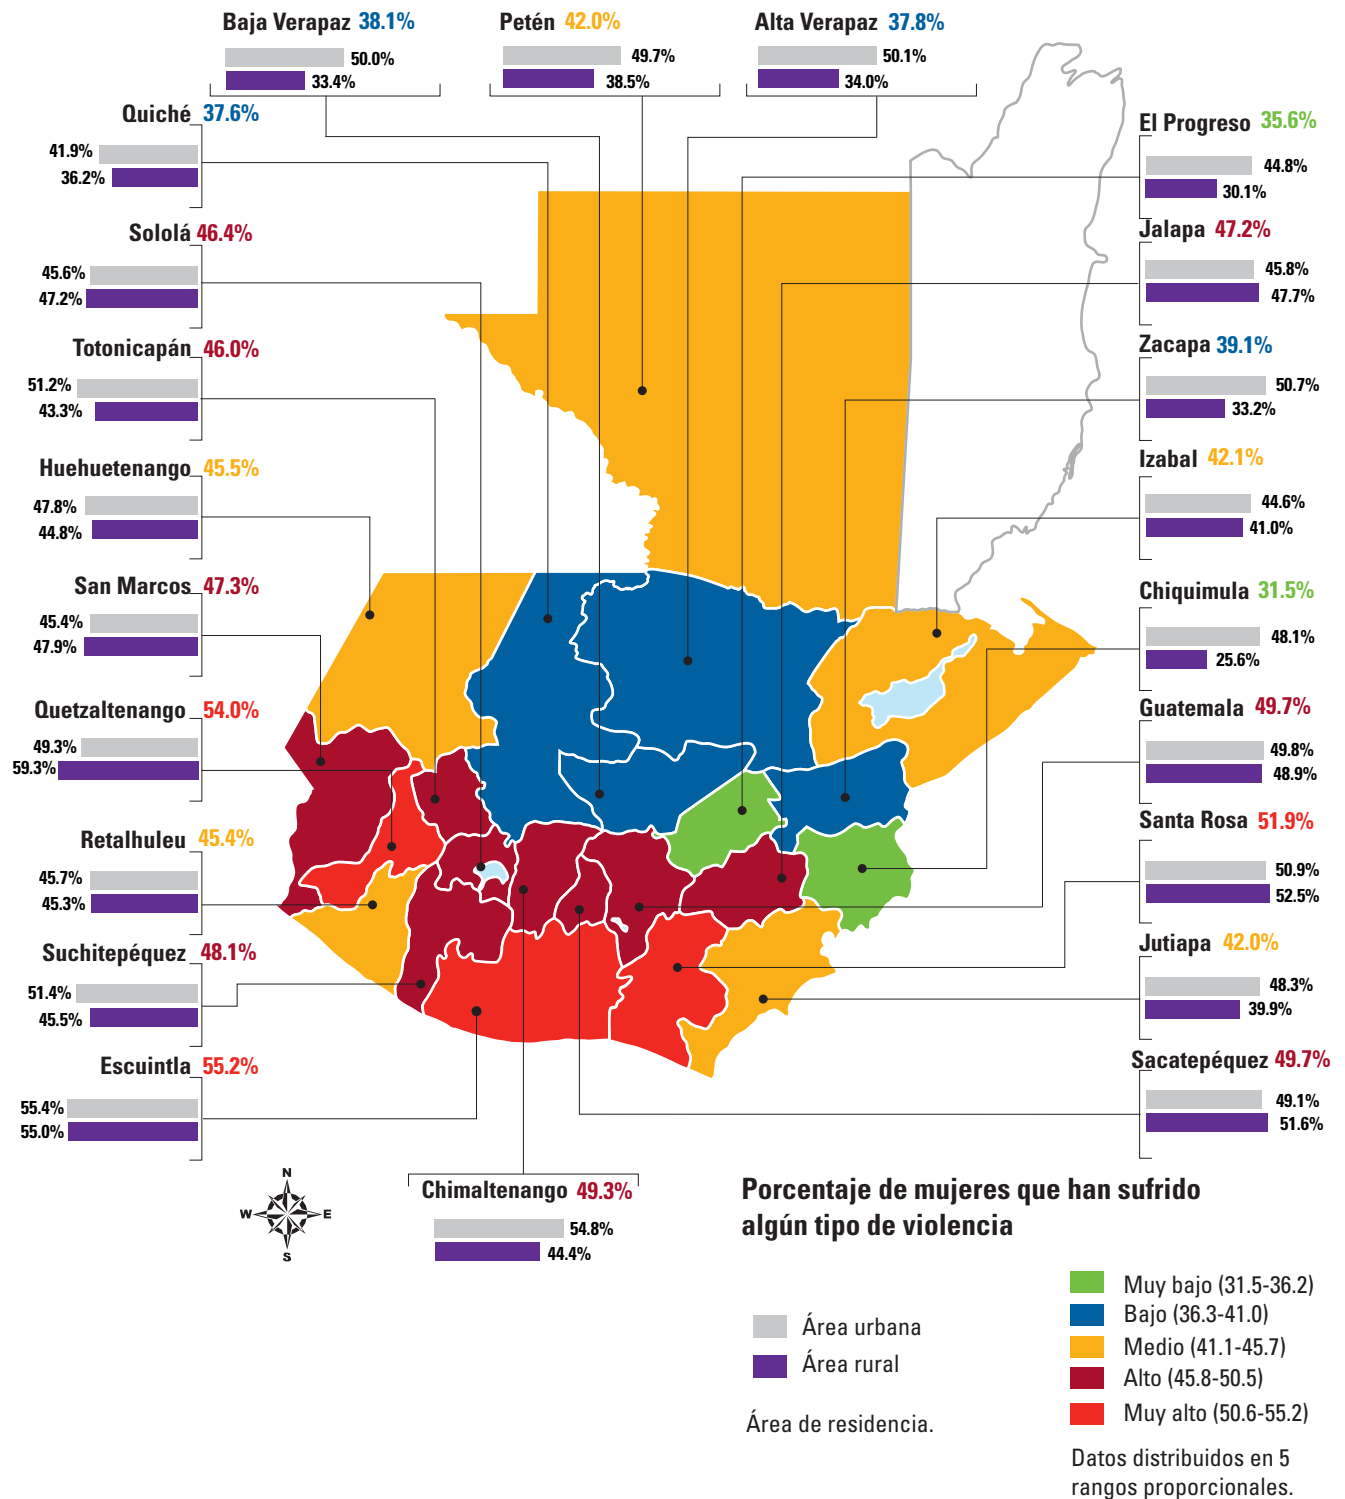 Baja Verapaz 38.1%
50.0%
33.4%
Petén 42.0%
49.7%
38.5%
Alta Verapaz 37.8%
50.1%
34.0%
Quiché 37.6%
41.9%
36.2%
Sololá 46.4%
45.6%
47.2%
Totonicapán 46.0%
51.2%
43.3%
Huehuetenango 45.5%
47.8%
44.8%
San Marcos 47.3%
45.4%
47.9%
Quetzaltenango 54.0%
49.3%
59.3%
Retalhuleu 45.4%
45.7%
45.3%
Suchitepéquez 48.1%
51.4%
45.5%
Escuintla 55.2%
55.4%
55.0%
El Progreso 35.6%
44.8%
30.1%
Jalapa 47.2%
45.8%
47.7%
Zacapa 39.1%
50.7%
33.2%
Izabal 42.1%
44.6%
41.0%
Chiquimula 31.5%
48.1%
25.6%
Guatemala 49.7%
49.8%
48.9%
Santa Rosa 51.9%
50.9%
52.5%
Jutiapa 42.0%
48.3%
39.9%
Sacatepéquez 49.7%
49.1%
51.6%
N
W E
S
Chimaltenango 49.3%
54.8%
44.4%
Porcentaje de mujeres que han sufrido
algún tipo de violencia
Área urbana
Área rural
Área de residencia.
Muy bajo (31.5-36.2)
Bajo (36.3-41.0)
Medio (41.1-45.7)
Alto (45.8-50.5)
Muy alto (50.6-55.2)
Datos distribuidos en 5
rangos proporcionales.